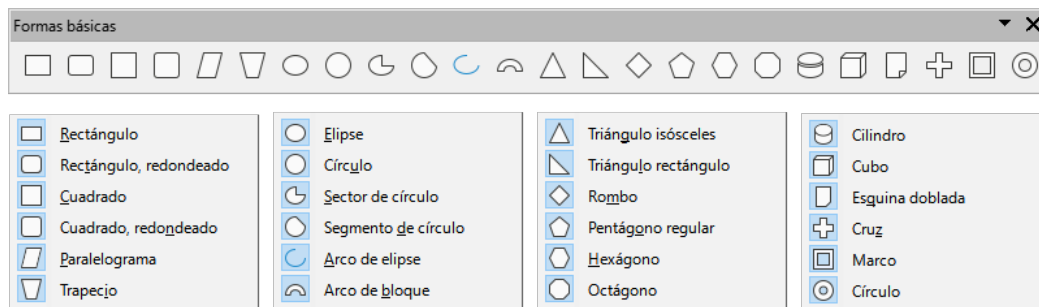 Formas básicas
Rectángulo
Rectángulo, redondeado
Cuadrado
Cuadrado, redondeado
Paralelograma
Trapecio
Elipse
Círculo
Sector de círculo
Segmento de círculo
Arco de elipse
Arco de bloque
Triángulo isósceles
Triángulo rectángulo
Rombo
Pentágono regular
Hexágono
Octágono
Cilindro
Cubo
Esquina doblada
Cruz
Marco
Círculo